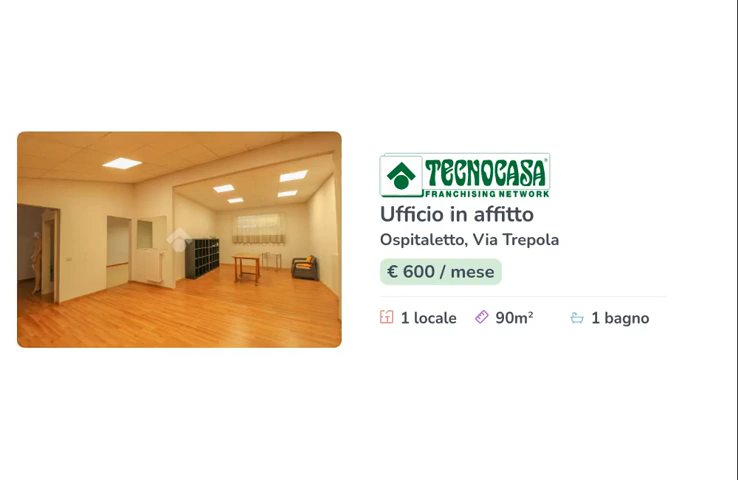 TECNOCASA
FRANCHISING NETWORK
Ufficio in affitto
Ospitaletto, Via Trepola
€ 600 / mese
1 locale 90m² 1 bagno